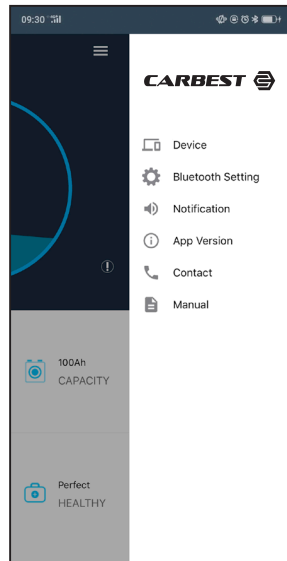 09:30
CARBEST
Device
Bluetooth Setting
Notification
App Version
Contact
Manual
100Ah
CAPACITY
Perfect
HEALTHY